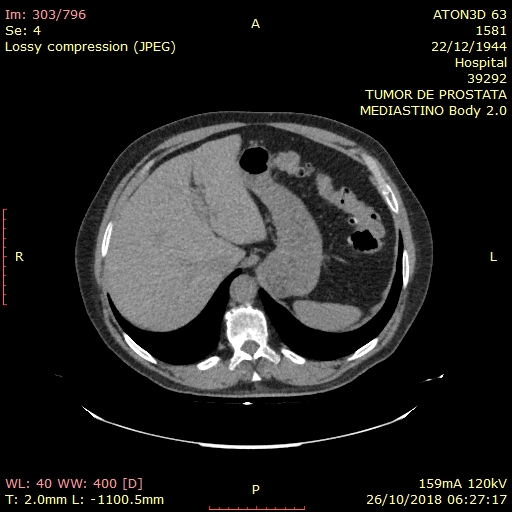 Im: 303/796
Se: 4
Lossy compression (JPEG)
A
ATON3D 63
1581
22/12/1944
Hospital
39292
TUMOR DE PROSTATA
MEDIASTINO Body 2.0
R
L
WL: 40 WW: 400 [D]
T: 2.0mm L: -1100.5mm
P
159mA 120kV
26/10/2018 06:27:17